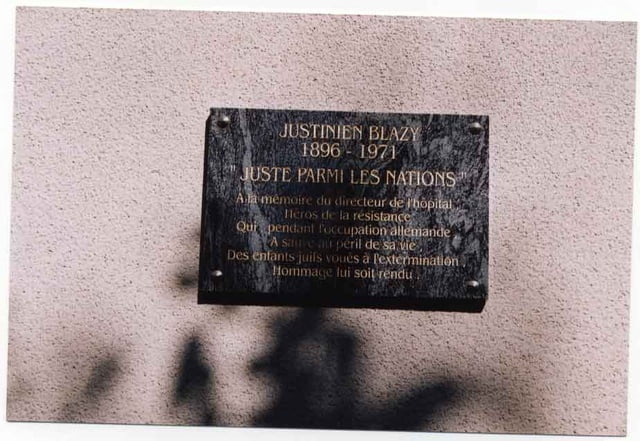 JUSTINIEN BLAZY
1896 - 1971
"JUSTE PARMI LES NATIONS"
A la mémoire du directeur de l'hôpital
Héros de la résistance
Qui , pendant l'occupation allemande
A sauvé au péril de sa vie
Des enfants juifs voués à l'extermination
Hommage lui soit rendu .